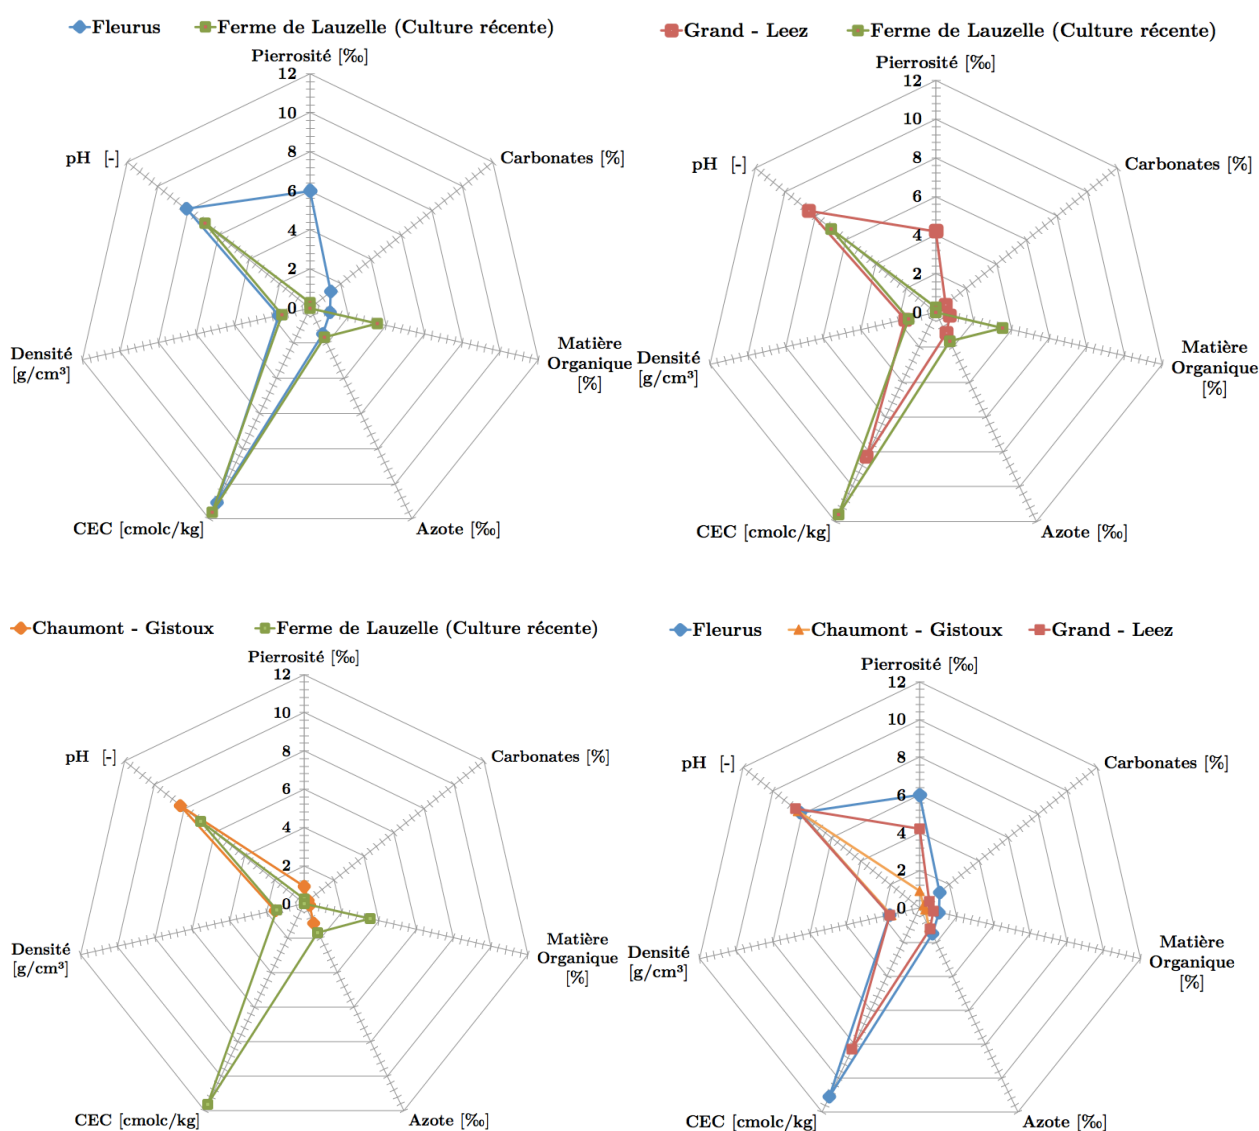 Fleurus Ferme de Lauzelle (Culture récente)
Pierrosité [‰]
12
10
8
6
4
2
0
Carbonates [%]
Matière
Organique
[%]
Azote [‰]
CEC [cmolc/kg]
Densité
[g/cm³]
pH [-]
Grand - Leez Ferme de Lauzelle (Culture récente)
Pierrosité [‰]
12
10
8
6
4
2
0
Carbonates [%]
Matière
Organique
[%]
Azote [‰]
CEC [cmolc/kg]
Densité
[g/cm³]
pH [-]
Chaumont - Gistoux Ferme de Lauzelle (Culture récente)
Pierrosité [‰]
12
10
8
6
4
2
0
Carbonates [%]
Matière
Organique
[%]
Azote [‰]
CEC [cmolc/kg]
Densité
[g/cm³]
pH [-]
Fleurus Chaumont - Gistoux Grand - Leez
Pierrosité [‰]
12
10
8
6
4
2
0
Carbonates [%]
Matière
Organique
[%]
Azote [‰]
CEC [cmolc/kg]
Densité
[g/cm³]
pH [-]